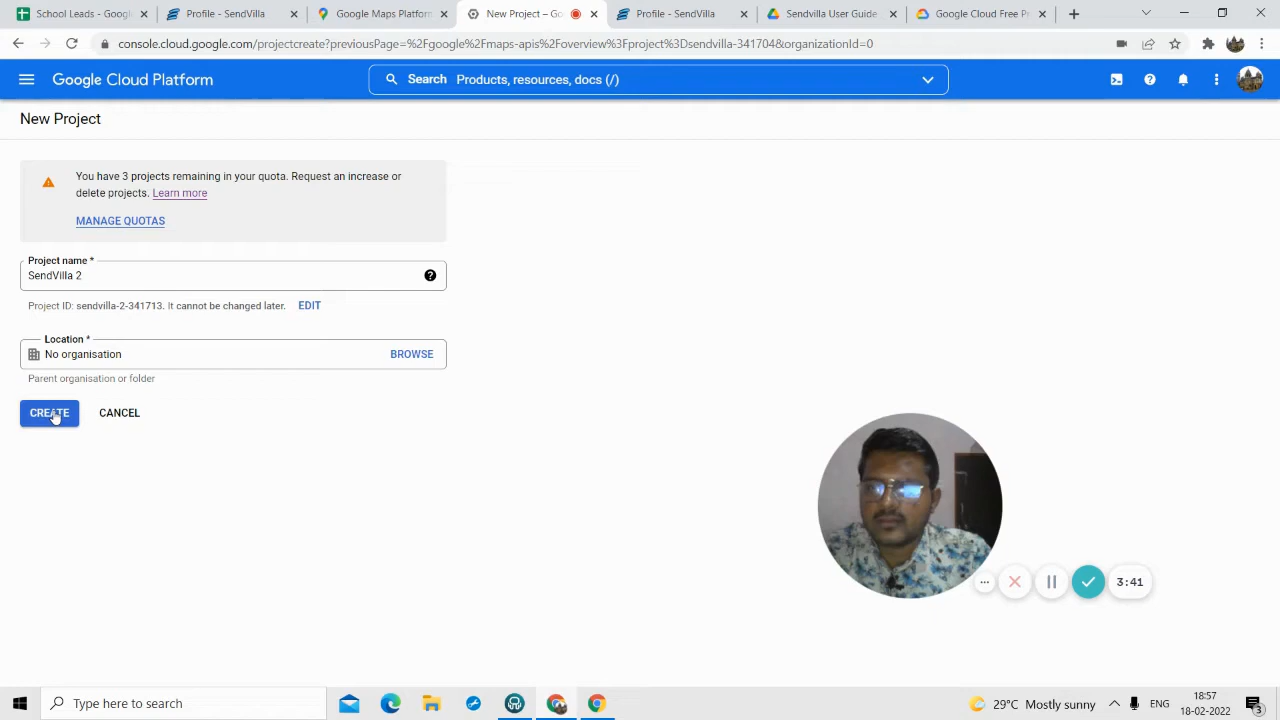 School Leads - Google
Profile - SendVilla
Google Maps Platform
New Project – Go
Profile - SendVilla
Sendvilla User Guide
Google Cloud Free P
console.cloud.google.com/projectcreate?previousPage=%2Fgoogle%2Fmaps-apis%2Foverview%3Fproject%3Dsendvilla-341704&organizationId=0
Google Cloud Platform
Search Products, resources, docs (/)
New Project
You have 3 projects remaining in your quota. Request an increase or
delete projects. Learn more
MANAGE QUOTAS
Project name *
SendVilla 2
Project ID: sendvilla-2-341713. It cannot be changed later. EDIT
Location *
No organisation BROWSE
Parent organisation or folder
CREATE CANCEL
3:41
Type here to search
29°C Mostly sunny
ENG
18:57
18-02-2022
3